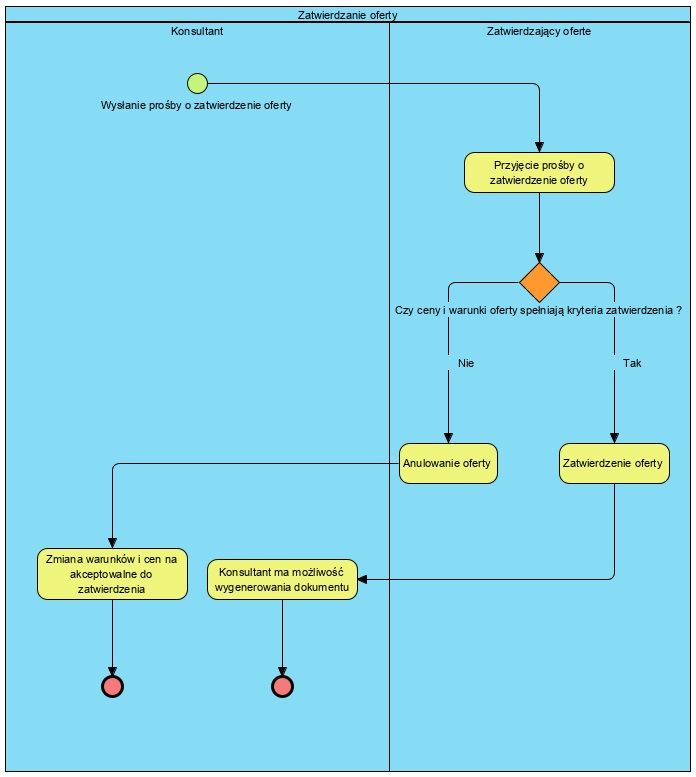 Zatwierdzanie oferty
Konsultant
Zatwierdzający oferte
Wysłanie prośby o zatwierdzenie oferty
Przyjęcie prośby o
zatwierdzenie oferty
Czy ceny i warunki oferty spełniają kryteria zatwierdzenia ?
Nie
Tak
Anulowanie oferty
Zatwierdzenie oferty
Zmiana warunków i cen na
akceptowalne do
zatwierdzenia
Konsultant ma możliwość
wygenerowania dokumentu